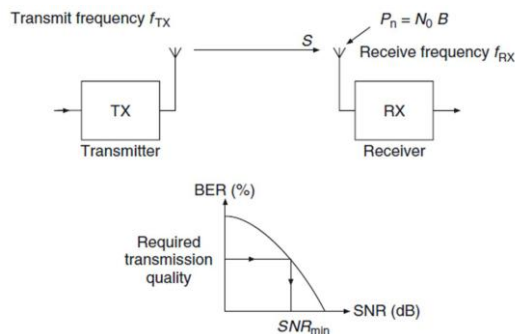 Transmit frequency f_TX
P_n = N_0 B
S
Receive frequency f_RX
TX
RX
Transmitter
Receiver
BER (%)
Required
transmission
quality
SNR (dB)
SNR_min